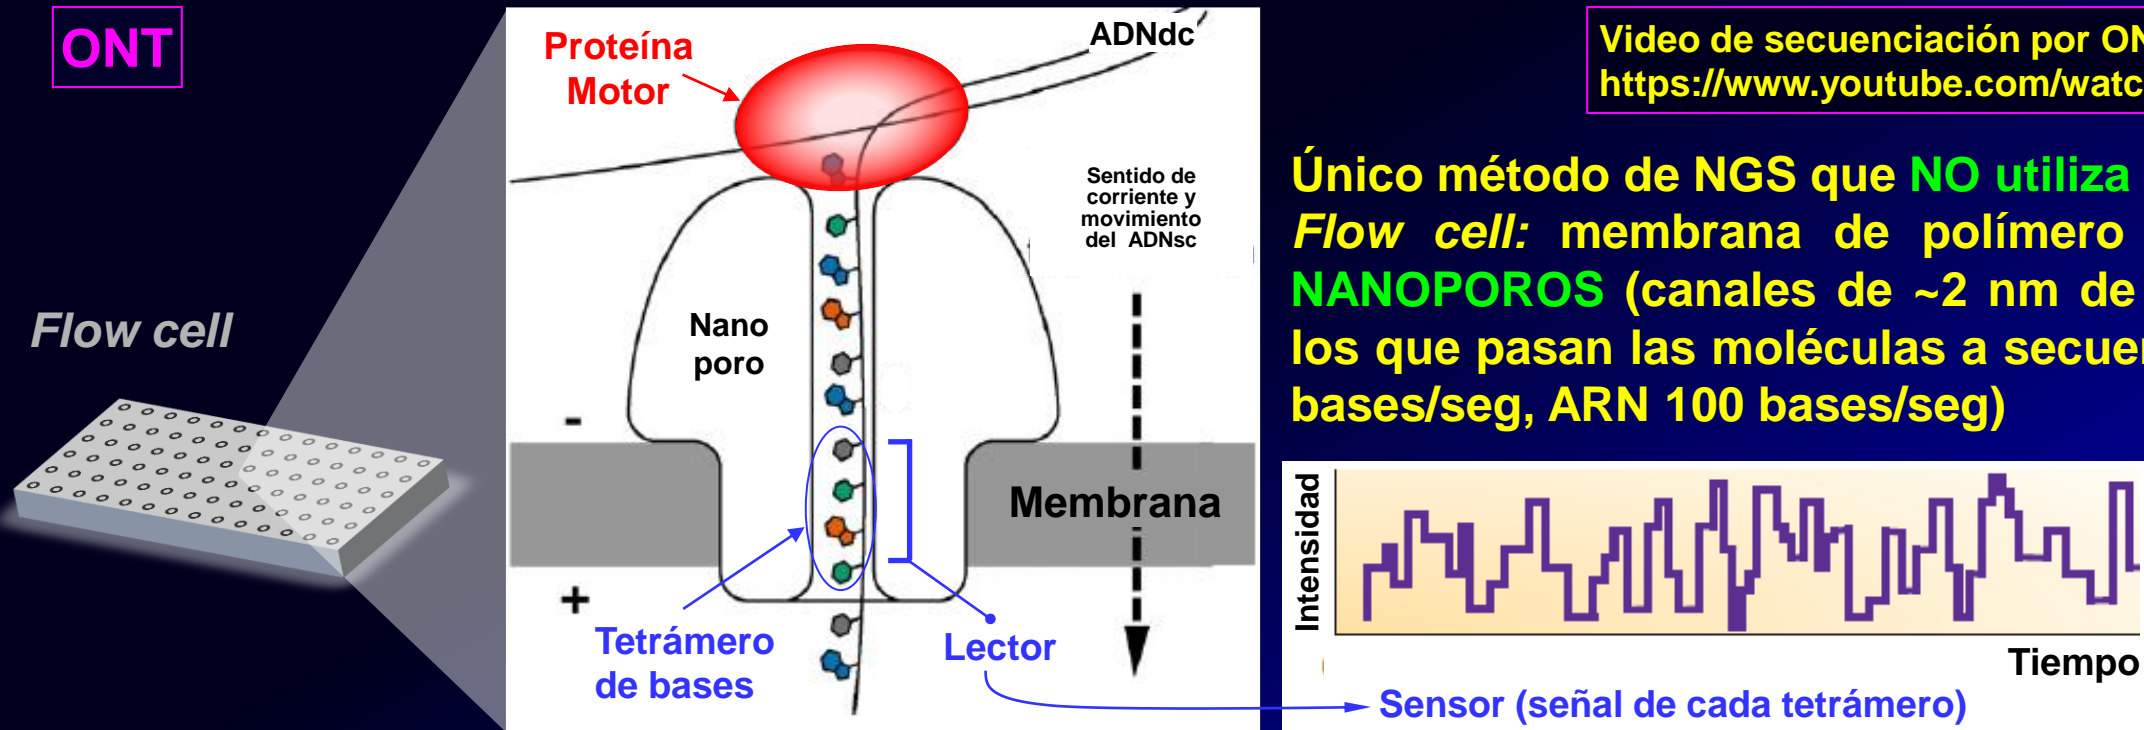 ONT
Flow cell
Proteína
Motor
ADNdc
Sentido de
corriente y
movimiento
del ADNsc
Nano
poro
-
+
Membrana
Tetrámero
de bases
Lector
Video de secuenciación por
https://www.youtube.com/watc
Único método de NGS que NO utiliza
Flow cell: membrana de polímero
NANOPOROS (canales de ~2 nm de
los que pasan las moléculas a
bases/seg, ARN 100 bases/seg)
Intensidad
Tiempo
Sensor (señal de cada tetrámero)